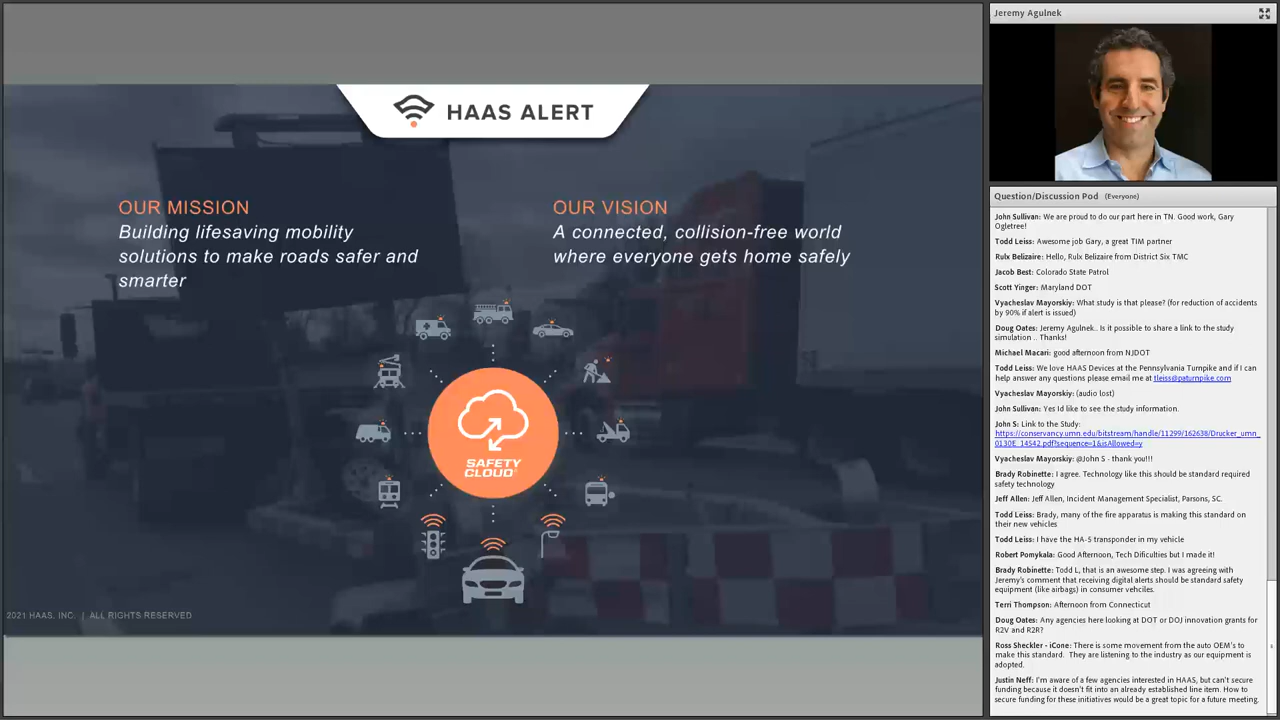 HAAS ALERT
OUR MISSION
Building lifesaving mobility
solutions to make roads safer and
smarter
OUR VISION
A connected, collision-free world
where everyone gets home safely
SAFETY
CLOUD
2021 HAAS, INC. | ALL RIGHTS RESERVED
Jeremy Agulnek
Question/Discussion Pod (Everyone)
John Sullivan: We are proud to do our part here in TN. Good work, Gary
Ogletree!
Todd Leiss: Awesome job Gary, a great TIM partner
Rulx Belizaire: Hello, Rulx Belizaire from District Six TMC
Jacob Best: Colorado State Patrol
Scott Yinger: Maryland DOT
Vyacheslav Mayorskiy: What study is that please? (for reduction of accidents
by 90% if alert is issued)
Doug Oates: Jeremy Agulnek.. Is it possible to share a link to the study
simulation .. Thanks!
Michael Macari: good afternoon from NJDOT
Todd Leiss: We love HAAS Devices at the Pennsylvania Turnpike and if I can
help answer any questions please email me at tleiss@paturnpike.com
Vyacheslav Mayorskiy: (audio lost)
John Sullivan: Yes Id like to see the study information.
John S: Link to the Study:
https://conservancy.umn.edu/bitstream/handle/11299/162638/Drucker_umn_
0130E_14542.pdf?sequence=1&isAllowed=y
Vyacheslav Mayorskiy: @John S - thank you!!!
Brady Robinette: I agree. Technology like this should be standard required
safety technology
Jeff Allen: Jeff Allen, Incident Management Specialist, Parsons, SC.
Todd Leiss: Brady, many of the fire apparatus is making this standard on
their new vehicles
Todd Leiss: I have the HA-5 transponder in my vehicle
Robert Pomykala: Good Afternoon, Tech Dificulties but I made it!
Brady Robinette: Todd L, that is an awesome step. I was agreeing with
Jeremy's comment that receiving digital alerts should be standard safety
equipment (like airbags) in consumer vehciles.
Terri Thompson: Afternoon from Connecticut
Doug Oates: Any agencies here looking at DOT or DOJ innovation grants for
R2V and R2R?
Ross Sheckler - iCone: There is some movement from the auto OEM's to
make this standard. They are listening to the industry as our equipment is
adopted.
Justin Neff: I'm aware of a few agencies interested in HAAS, but can't secure
funding because it doesn't fit into an already established line item. How to
secure funding for these initiatives would be a great topic for a future meeting.